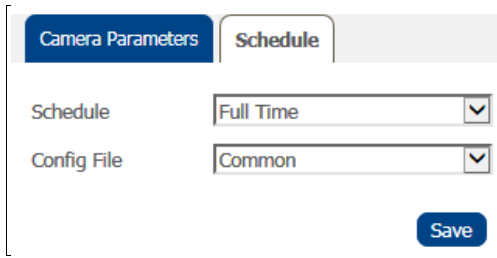 Camera Parameters Schedule
Schedule Full Time
Config File Common
Save